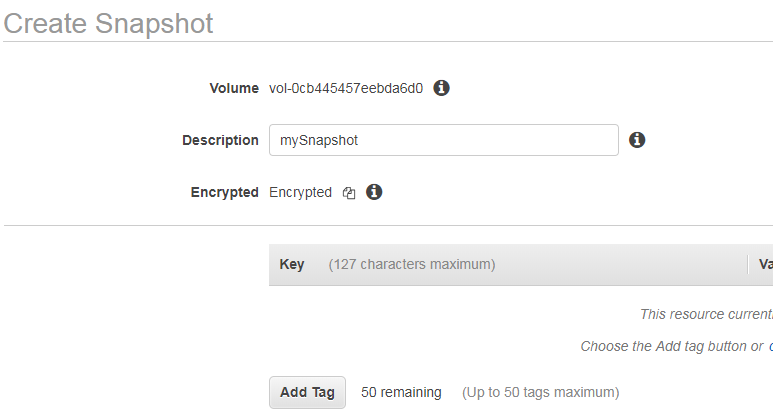 Create Snapshot
Volume vol-0cb445457eebda6d0
Description mySnapshot
Encrypted Encrypted
Key (127 characters maximum) Va
This resource current
Choose the Add tag button or
Add Tag 50 remaining (Up to 50 tags maximum)